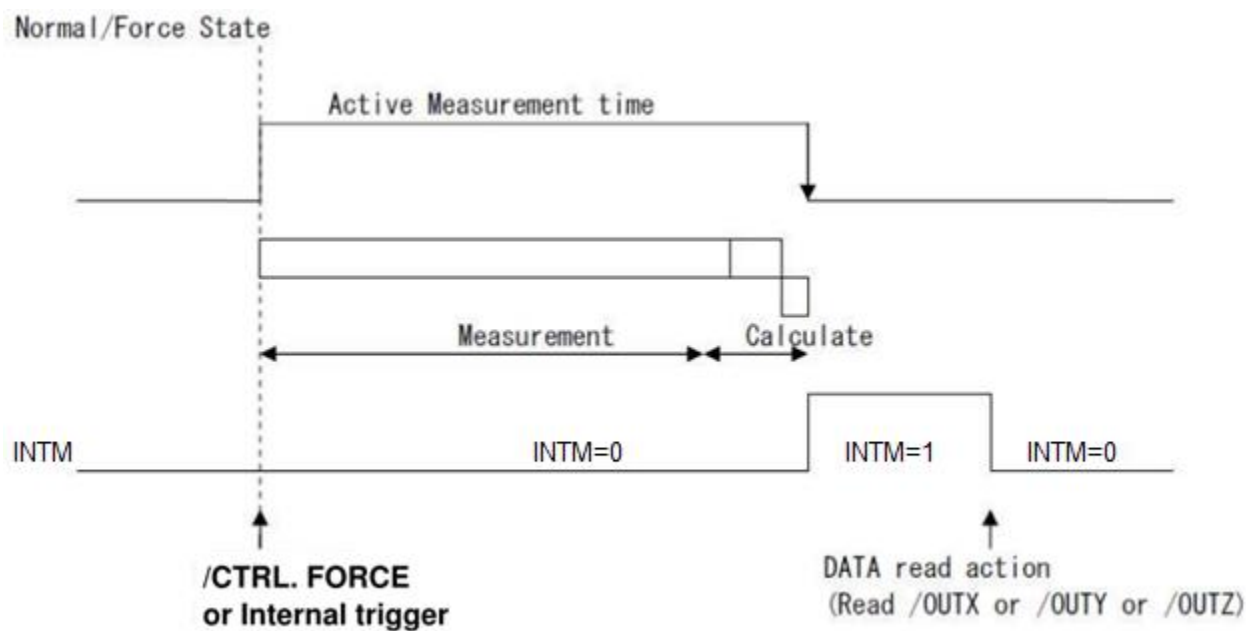 Normal/Force State
Active Measurement time
Measurement
Calculate
INTM
INTM=0
INTM=1
INTM=0
/CTRL. FORCE
or Internal trigger
DATA read action
(Read /OUTX or /OUTY or /OUTZ)